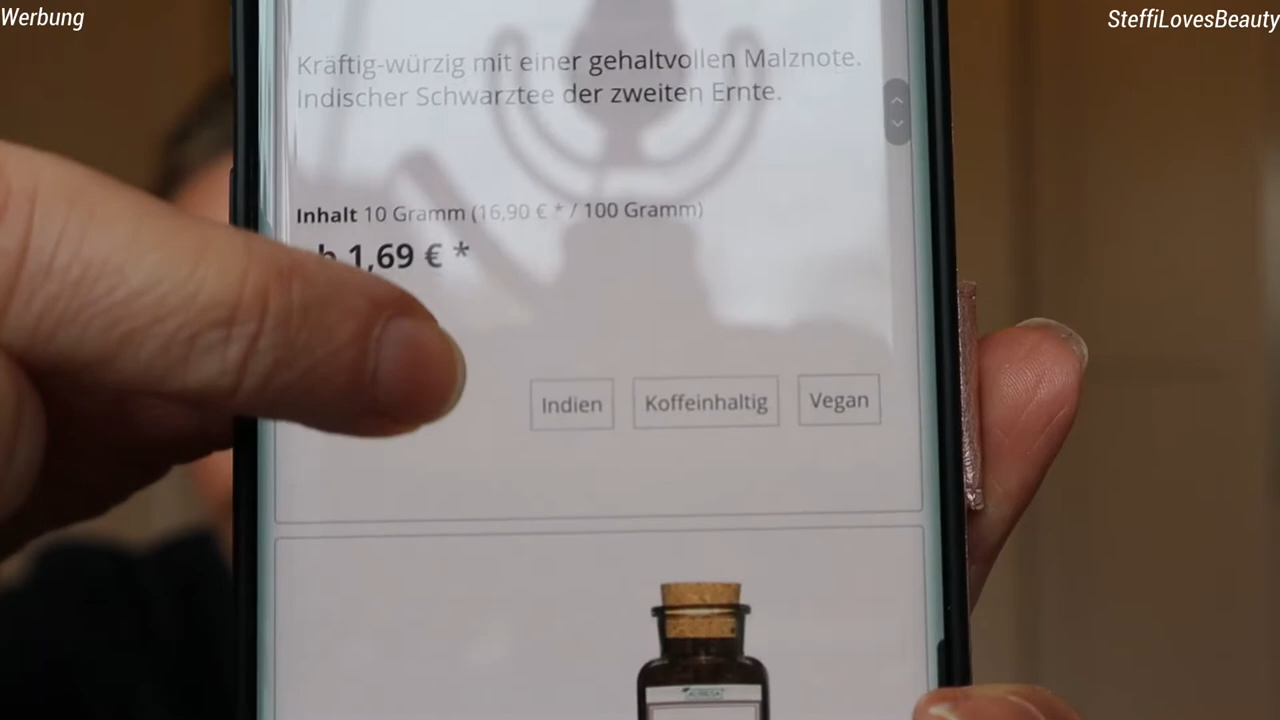 Werbung
SteffiLovesBeauty
Kräftig-würzig mit einer gehaltvollen Malznote.
Indischer Schwarztee der zweiten Ernte.
Inhalt 10 Gramm (16,90 € * / 100 Gramm)
1,69 € *
Indien
Koffeinhaltig
Vegan